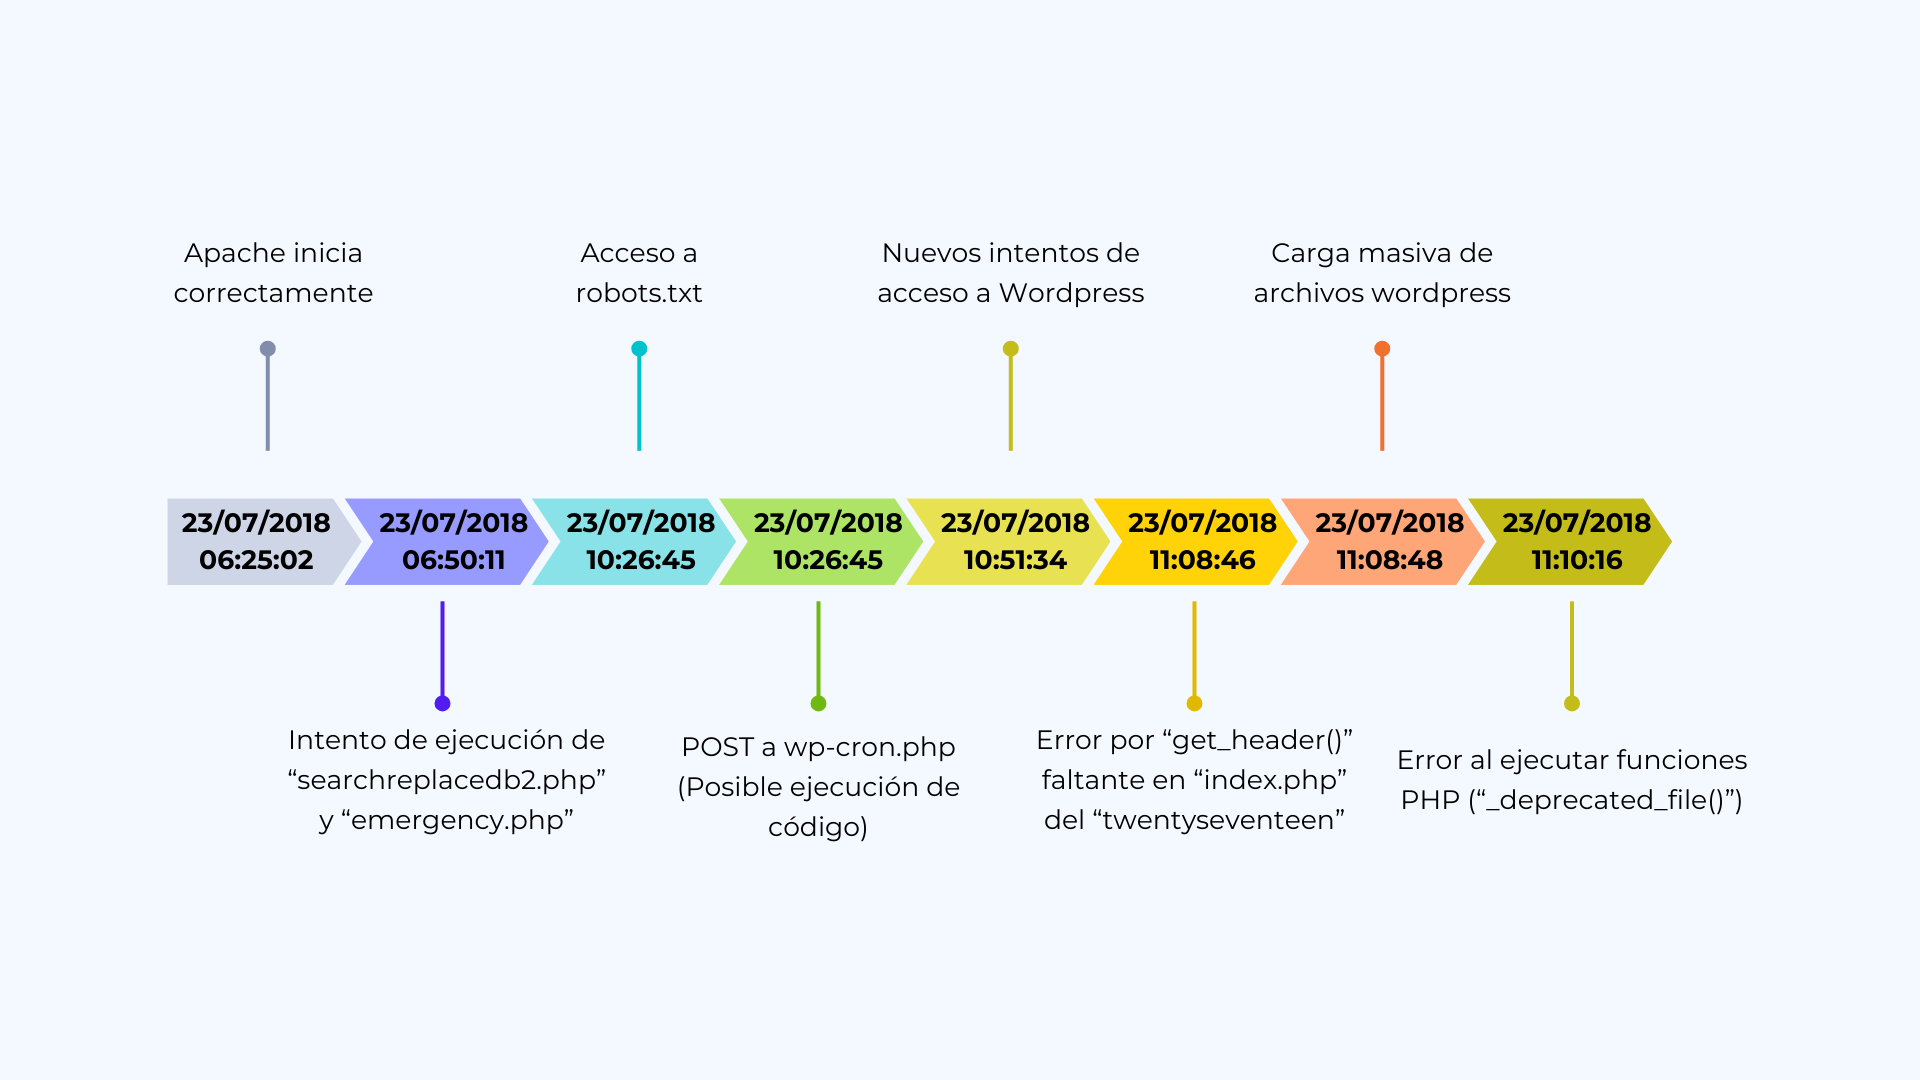 Apache inicia
correctamente
Acceso a
robots.txt
Nuevos intentos de
acceso a Wordpress
Carga masiva de
archivos wordpress
23/07/2018
06:25:02
23/07/2018
06:50:11
23/07/2018
10:26:45
23/07/2018
10:26:45
23/07/2018
10:51:34
23/07/2018
11:08:46
23/07/2018
11:08:48
23/07/2018
11:10:16
Intento de ejecución de
“searchreplacedb2.php”
y “emergency.php”
POST a wp-cron.php
(Posible ejecución de
código)
Error por “get_header()”
faltante en “index.php”
del “twentyseventeen”
Error al ejecutar funciones
PHP (“_deprecated_file()”)